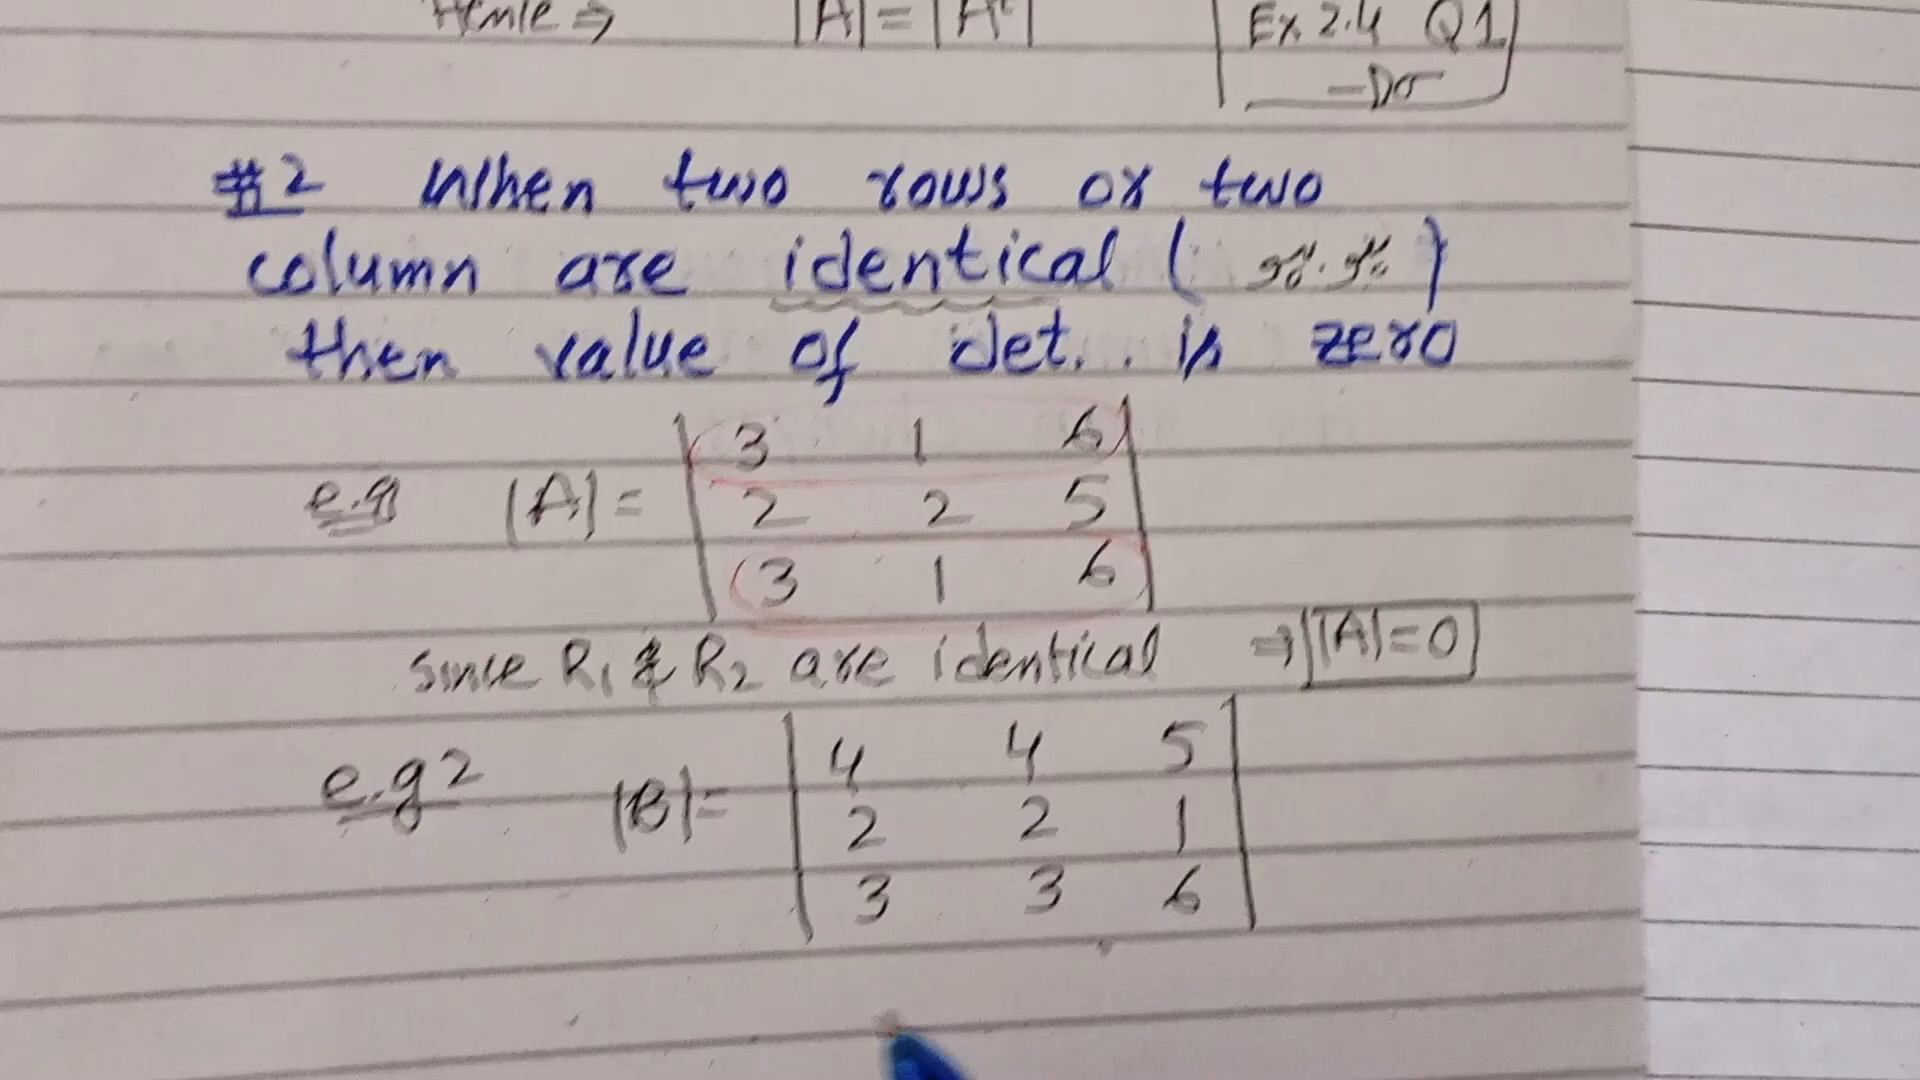 Hence ⇒ |A| = |Aᵗ|
Ex. 2.4 Q1
— Do
#2 When two rows or two
column are identical (
then value of det.. is zero
3 1 6
e.g |A| = 2 2 5
3 1 6
since R₁ & R₂ are identical ⇒ |A| = 0
4 4 5
e.g 2 |B| = 2 2 1
3 3 6